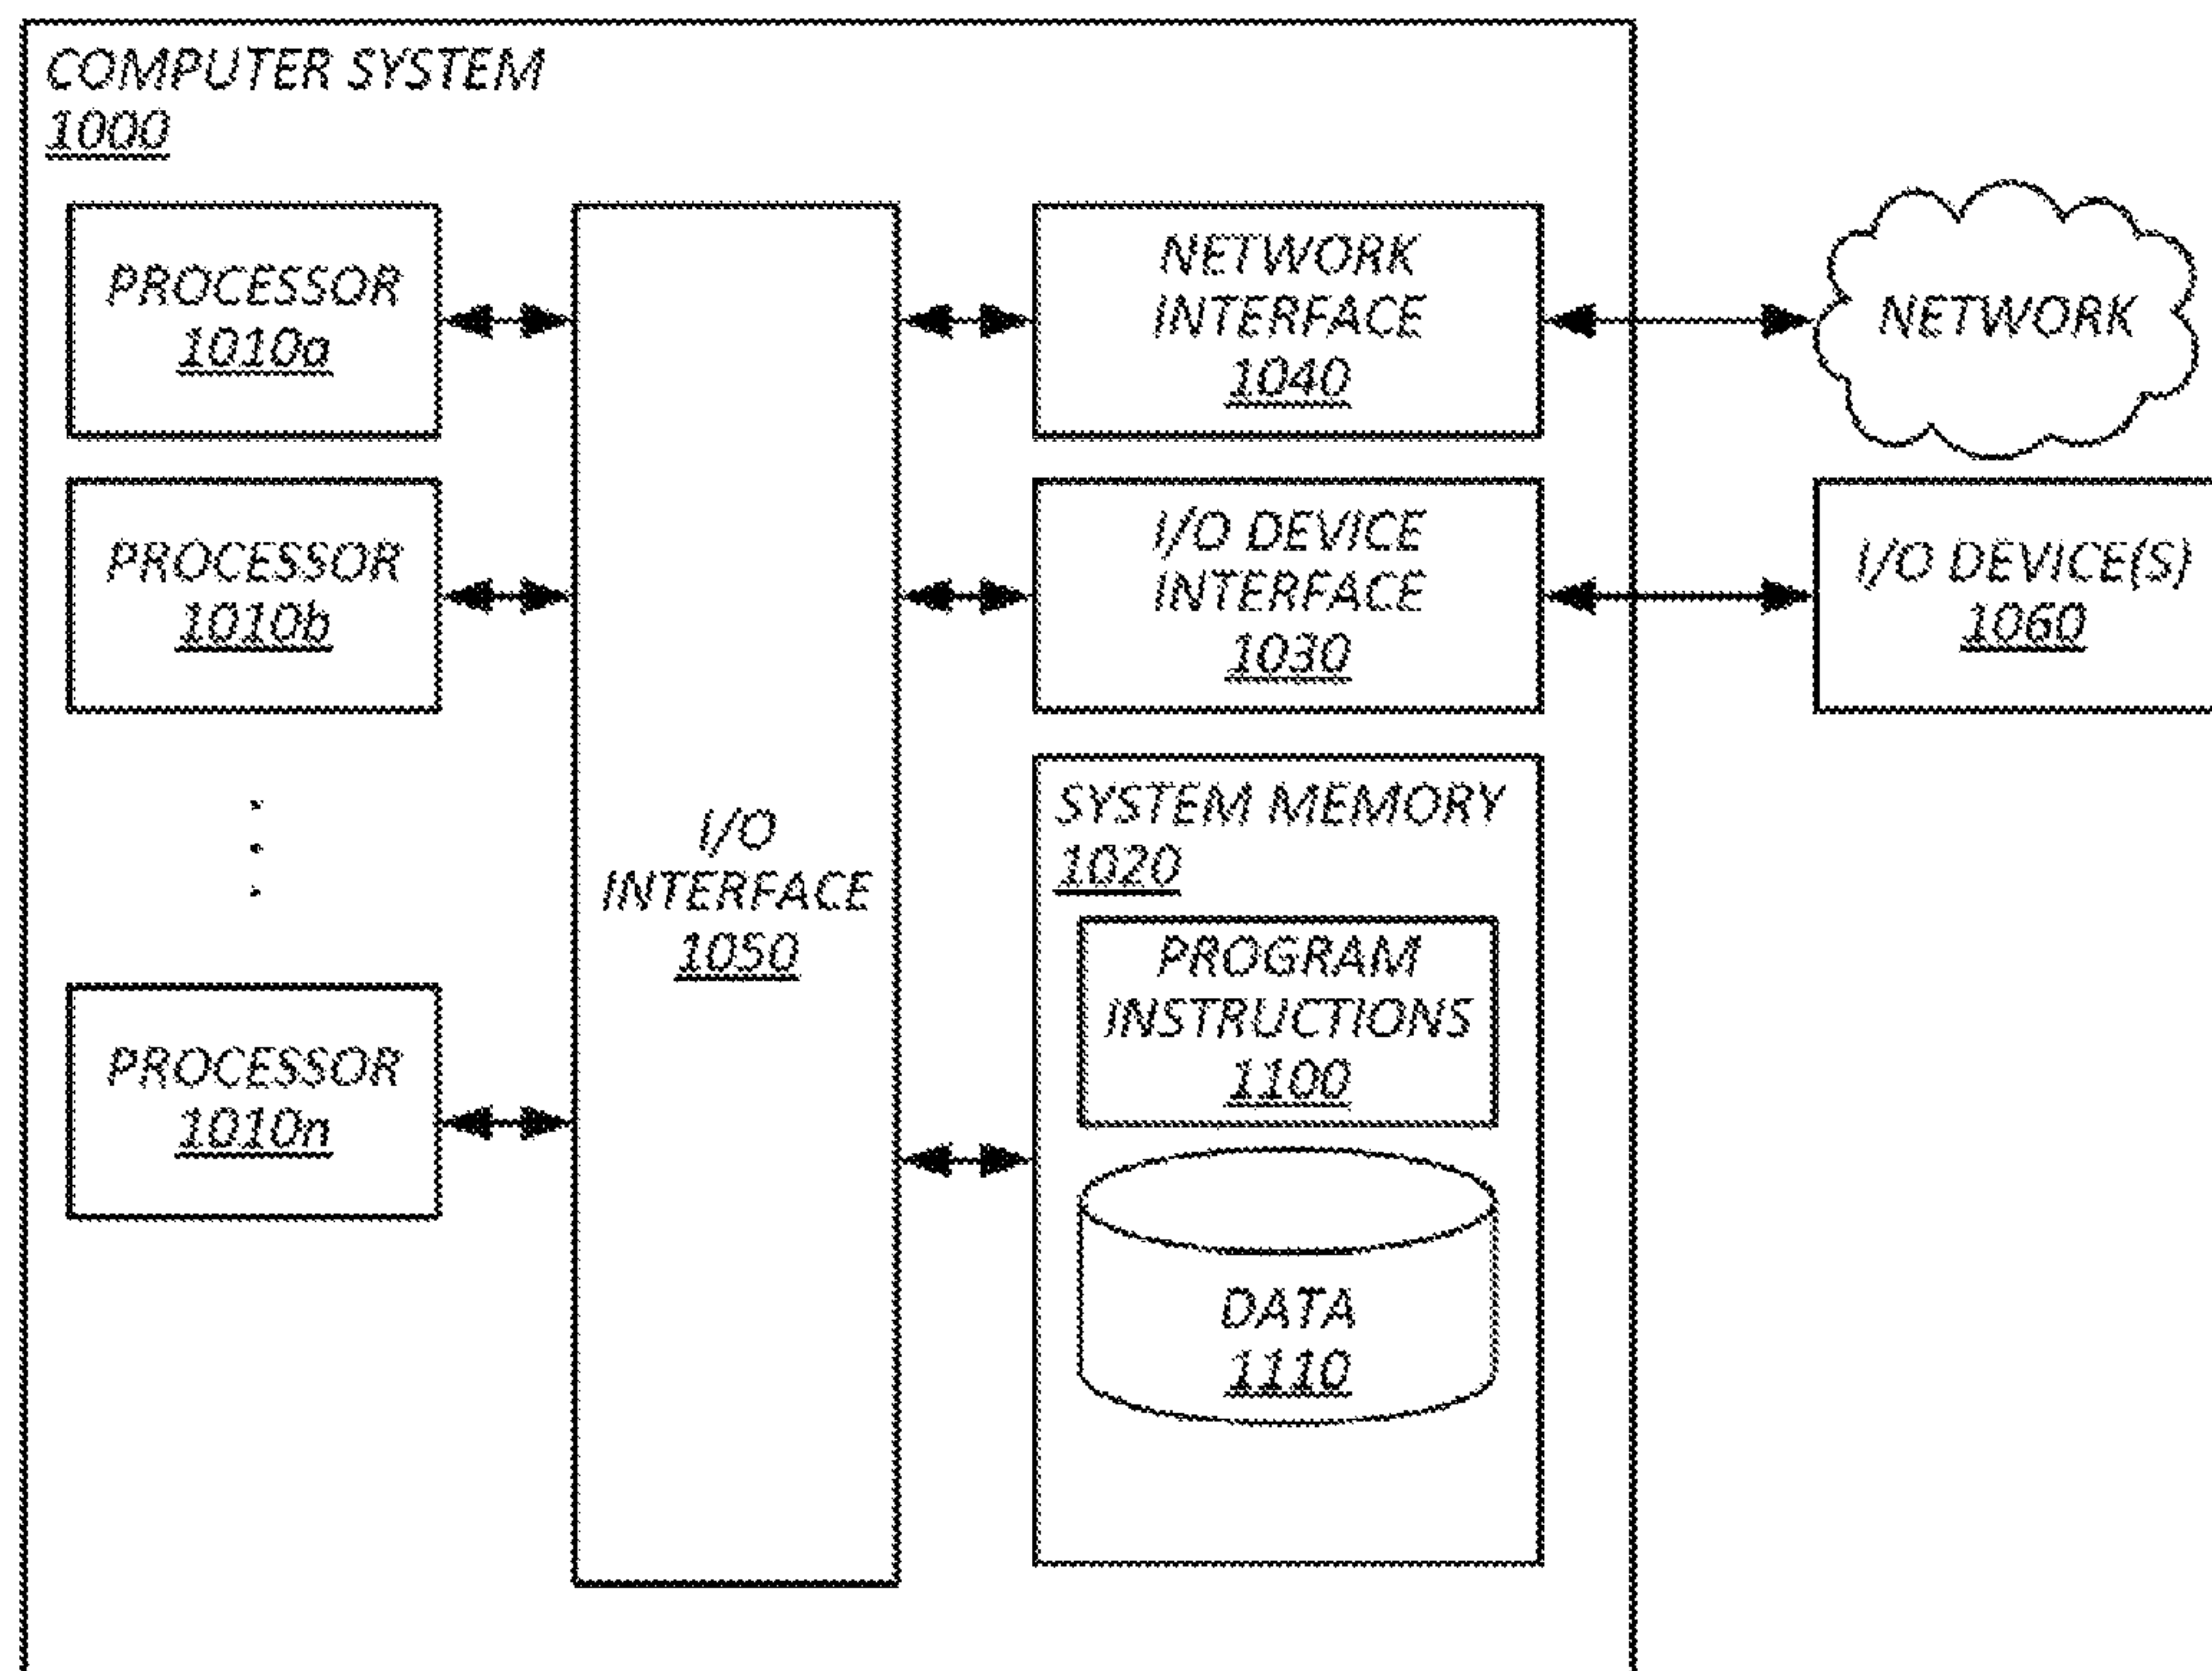 COMPUTER SYSTEM
1000
PROCESSOR
1010a
PROCESSOR
1010b
PROCESSOR
1010n
I/O
INTERFACE
1050
NETWORK
INTERFACE
1040
I/O DEVICE
INTERFACE
1030
SYSTEM MEMORY
1020
PROGRAM
INSTRUCTIONS
1100
DATA
1110
NETWORK
I/O DEVICE(S)
1060